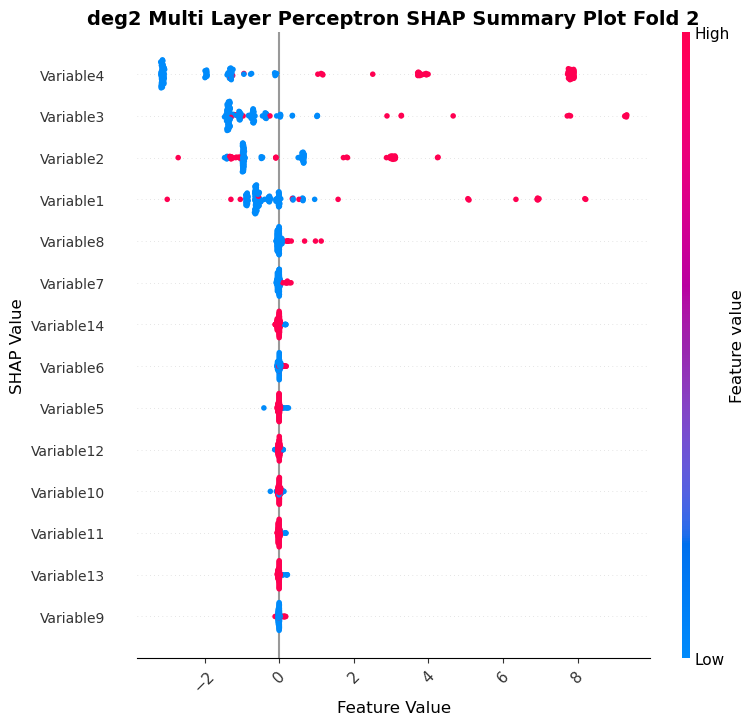 deg2 Multi Layer Perceptron SHAP Summary Plot Fold 2
High
Variable4
Variable3
Variable2
Variable1
Variable8
Variable7
Variable14
Variable6
Variable5
Variable12
Variable10
Variable11
Variable13
Variable9
SHAP Value
Feature value
Low
−2 0 2 4 6 8
Feature Value